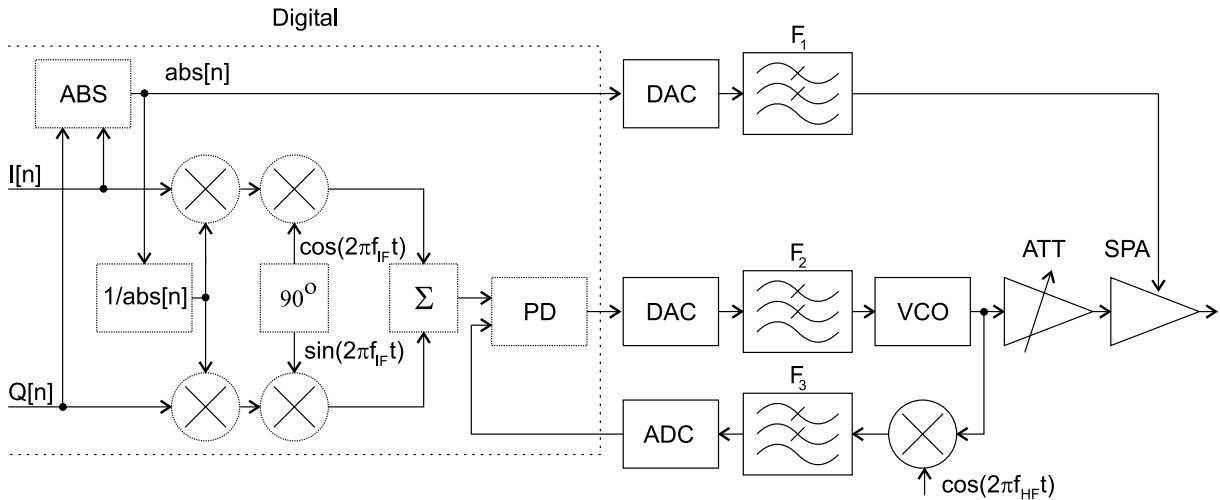 Digital
F1
abs[n]
ABS
DAC
I[n]
cos(2πfIFt)
ATT
SPA
F2
1/abs[n]
90o
Σ
PD
DAC
VCO
sin(2πfIFt)
F3
Q[n]
ADC
cos(2πfHFt)